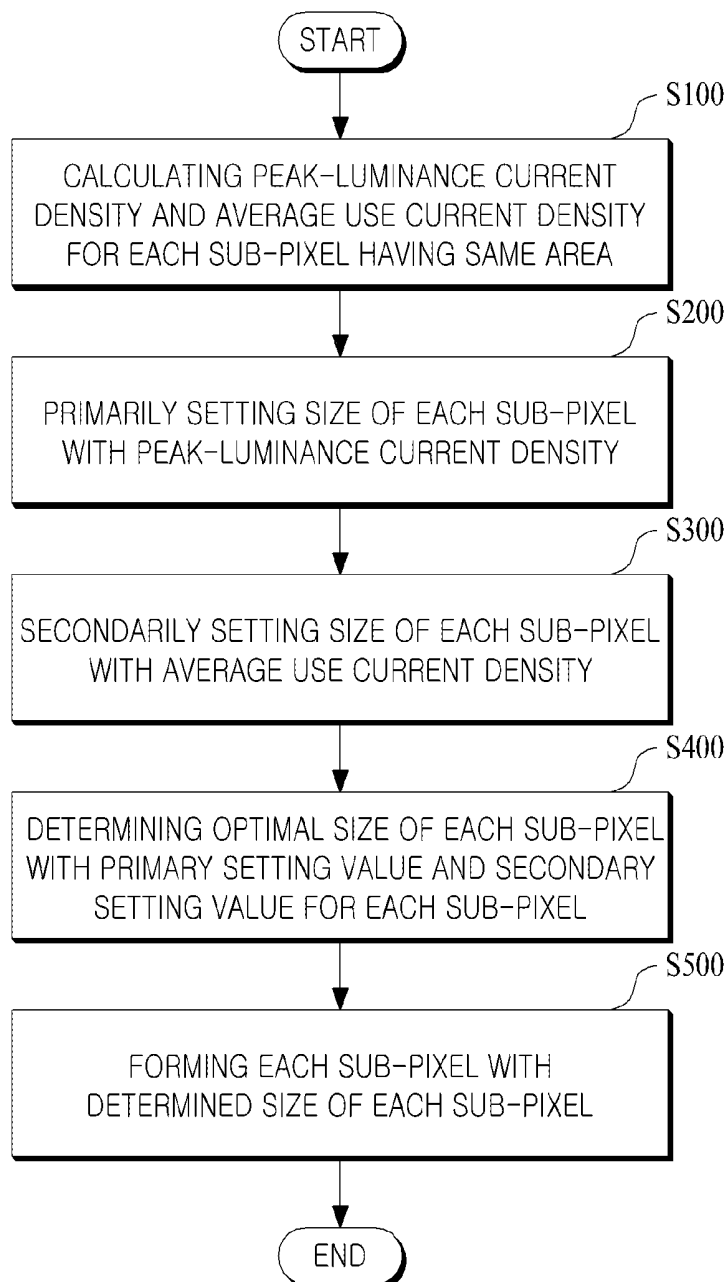 START
S100
CALCULATING PEAK-LUMINANCE CURRENT
DENSITY AND AVERAGE USE CURRENT DENSITY
FOR EACH SUB-PIXEL HAVING SAME AREA
S200
PRIMARILY SETTING SIZE OF EACH SUB-PIXEL
WITH PEAK-LUMINANCE CURRENT DENSITY
S300
SECONDARILY SETTING SIZE OF EACH SUB-PIXEL
WITH AVERAGE USE CURRENT DENSITY
S400
DETERMINING OPTIMAL SIZE OF EACH SUB-PIXEL
WITH PRIMARY SETTING VALUE AND SECONDARY
SETTING VALUE FOR EACH SUB-PIXEL
S500
FORMING EACH SUB-PIXEL WITH
DETERMINED SIZE OF EACH SUB-PIXEL
END